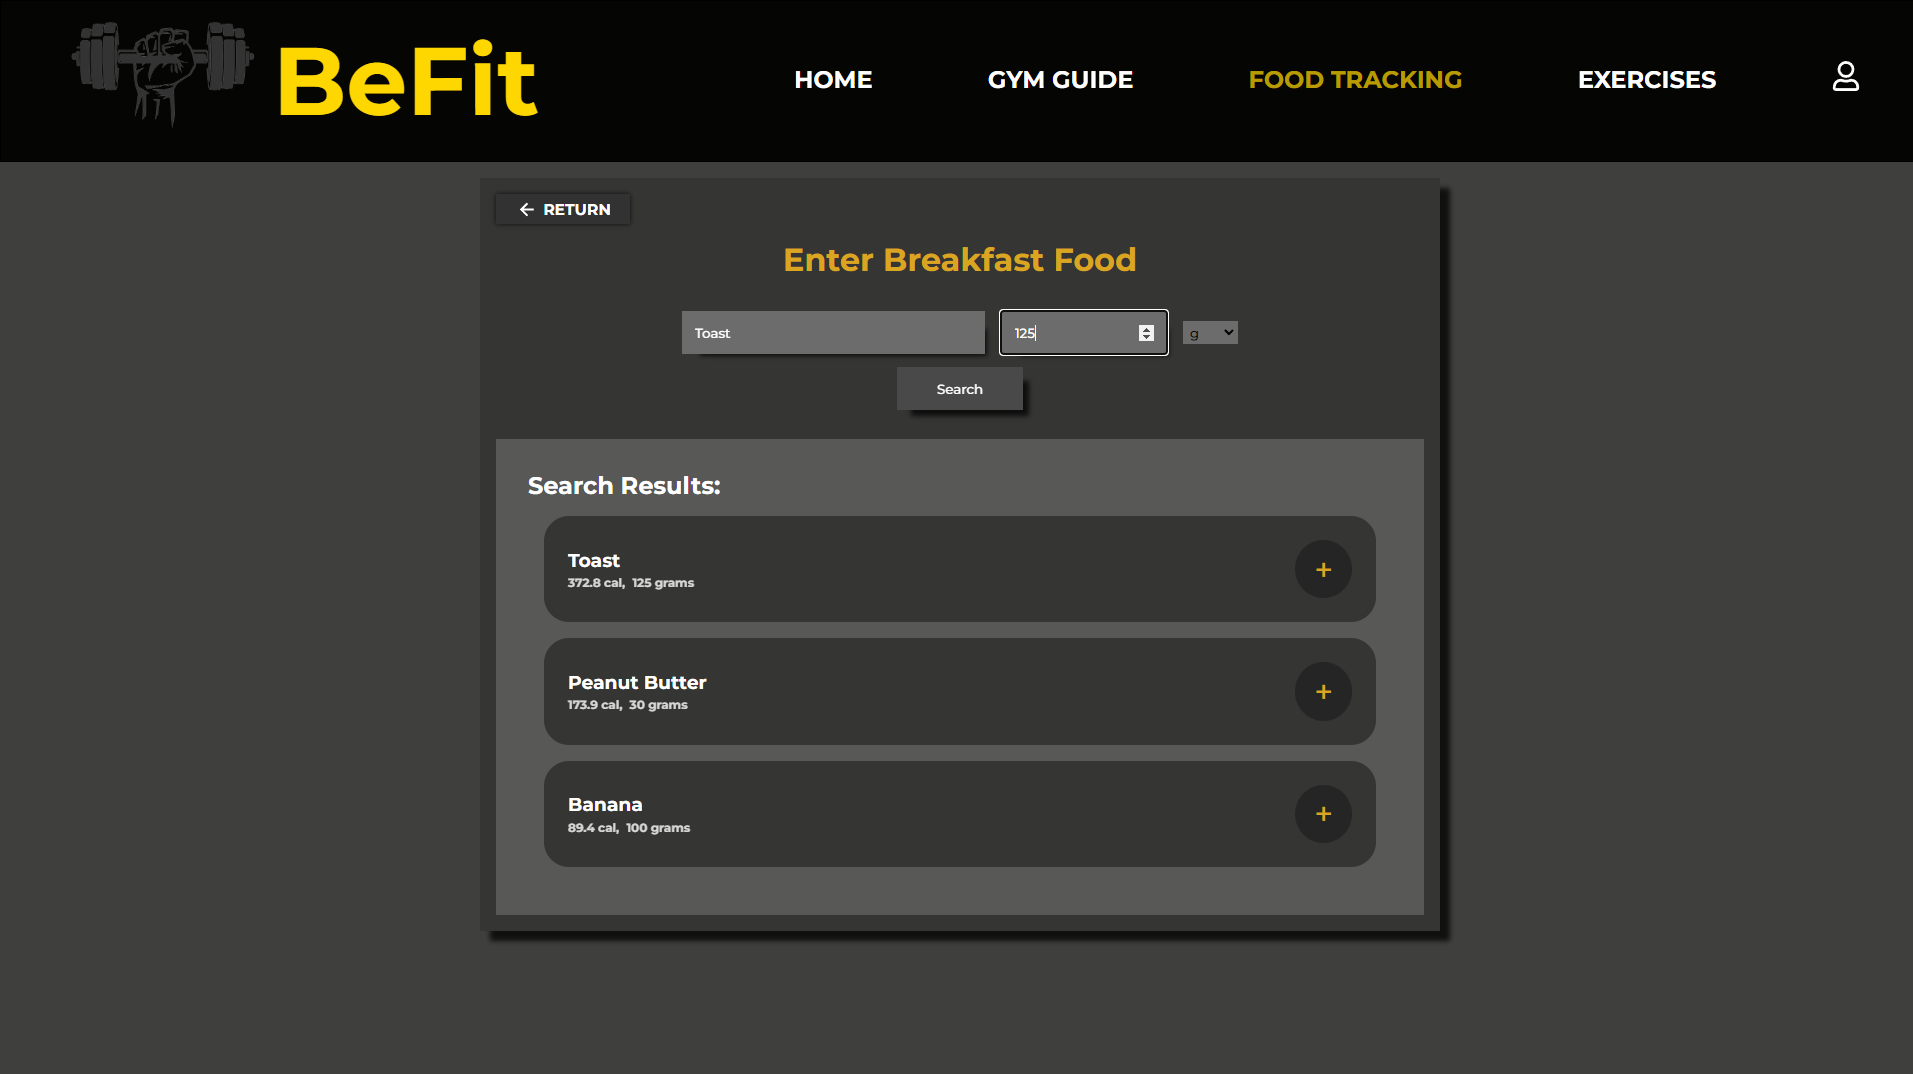 BeFit
HOME GYM GUIDE FOOD TRACKING EXERCISES
RETURN
Enter Breakfast Food
Toast 125 g
Search
Search Results:
Toast
372.8 cal, 125 grams
+
Peanut Butter
173.9 cal, 30 grams
+
Banana
89.4 cal, 100 grams
+